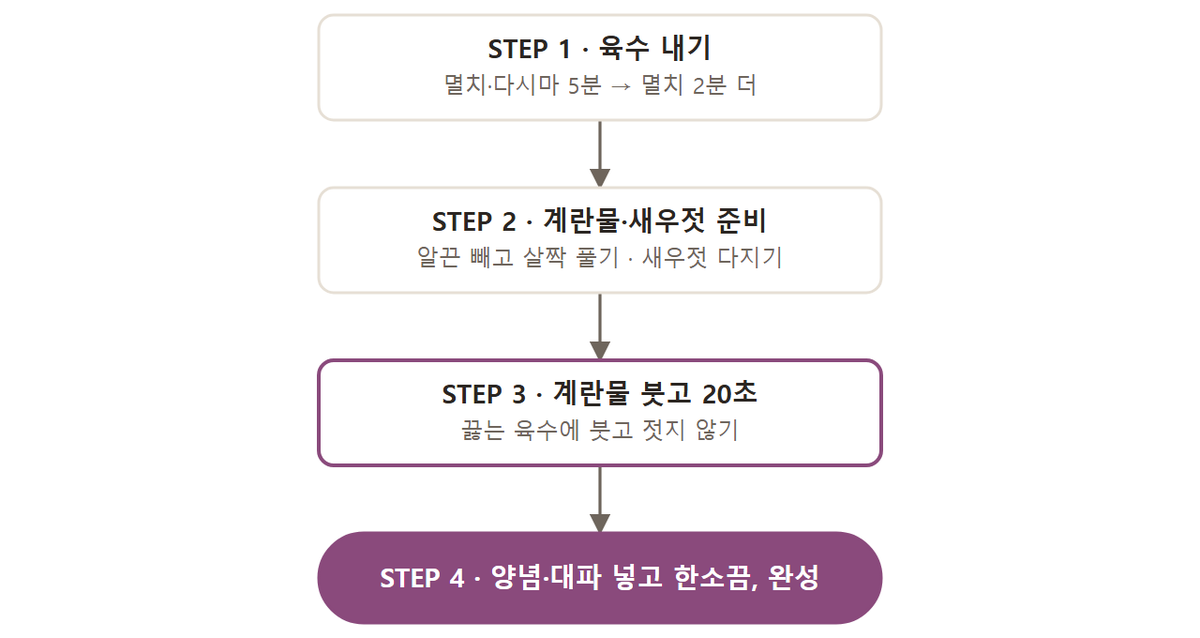 STEP 1 · 육수 내기
멸치·다시마 5분 → 멸치 2분 더
STEP 2 · 계란물·새우젓 준비
알끈 빼고 살짝 풀기 · 새우젓 다지기
STEP 3 · 계란물 붓고 20초
끓는 육수에 붓고 젓지 않기
STEP 4 · 양념·대파 넣고 한소끔, 완성